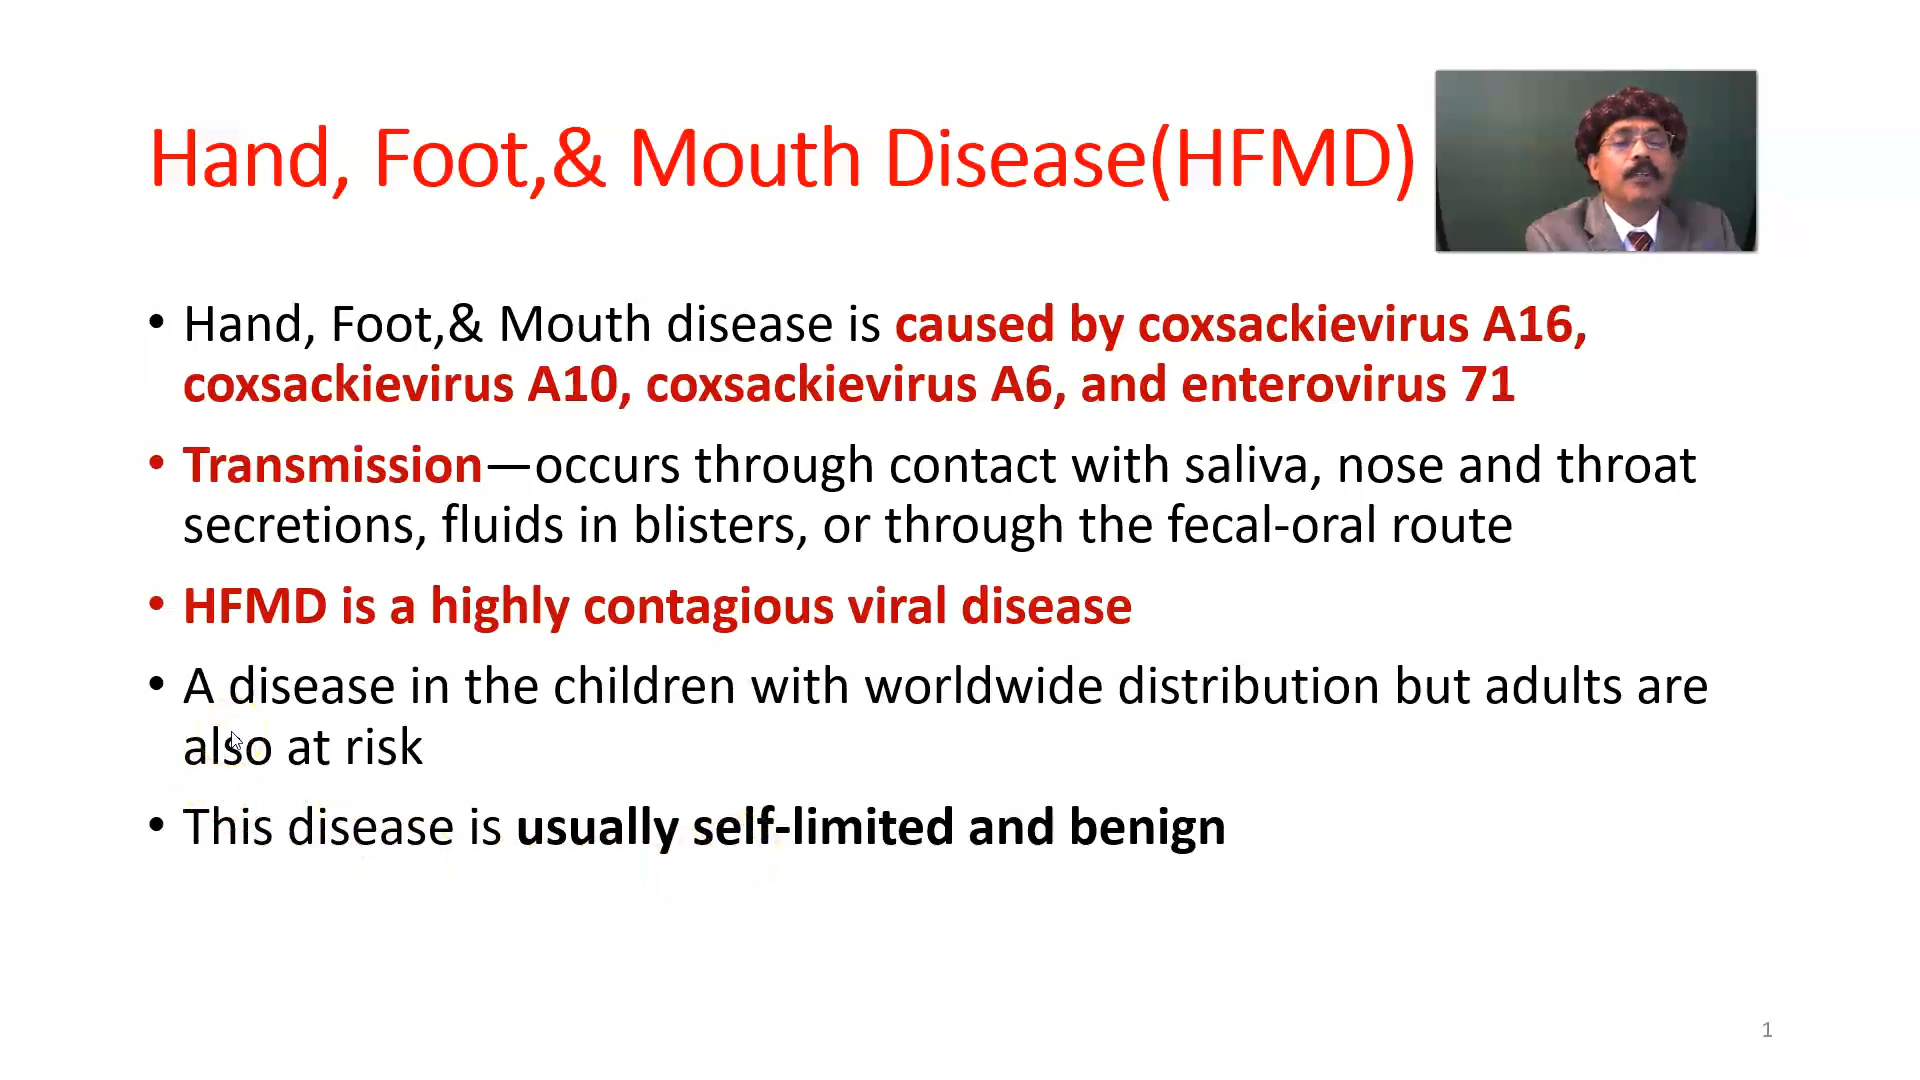 Hand, Foot,& Mouth Disease(HFMD)
• Hand, Foot,& Mouth disease is caused by coxsackievirus A16,
coxsackievirus A10, coxsackievirus A6, and enterovirus 71
• Transmission—occurs through contact with saliva, nose and throat
secretions, fluids in blisters, or through the fecal-oral route
• HFMD is a highly contagious viral disease
• A disease in the children with worldwide distribution but adults are
also at risk
• This disease is usually self-limited and benign
1